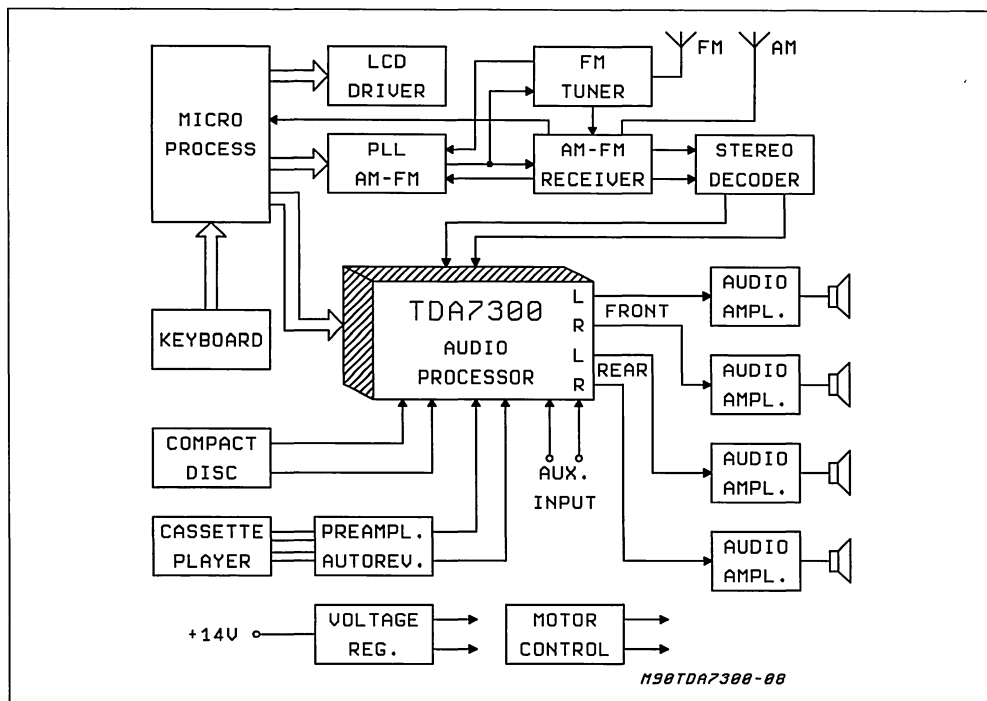 LCD
DRIVER
FM
TUNER
FM
AM
MICRO
PROCESS
PLL
AM-FM
AM-FM
RECEIVER
STEREO
DECODER
KEYBOARD
TDA7300
AUDIO
PROCESSOR
L
R
L
R
FRONT
REAR
AUDIO
AMPL.
AUDIO
AMPL.
AUDIO
AMPL.
AUDIO
AMPL.
COMPACT
DISC
AUX.
INPUT
CASSETTE
PLAYER
PREAMPL.
AUTOREV.
+14V
VOLTAGE
REG.
MOTOR
CONTROL
M90TDA7300-08